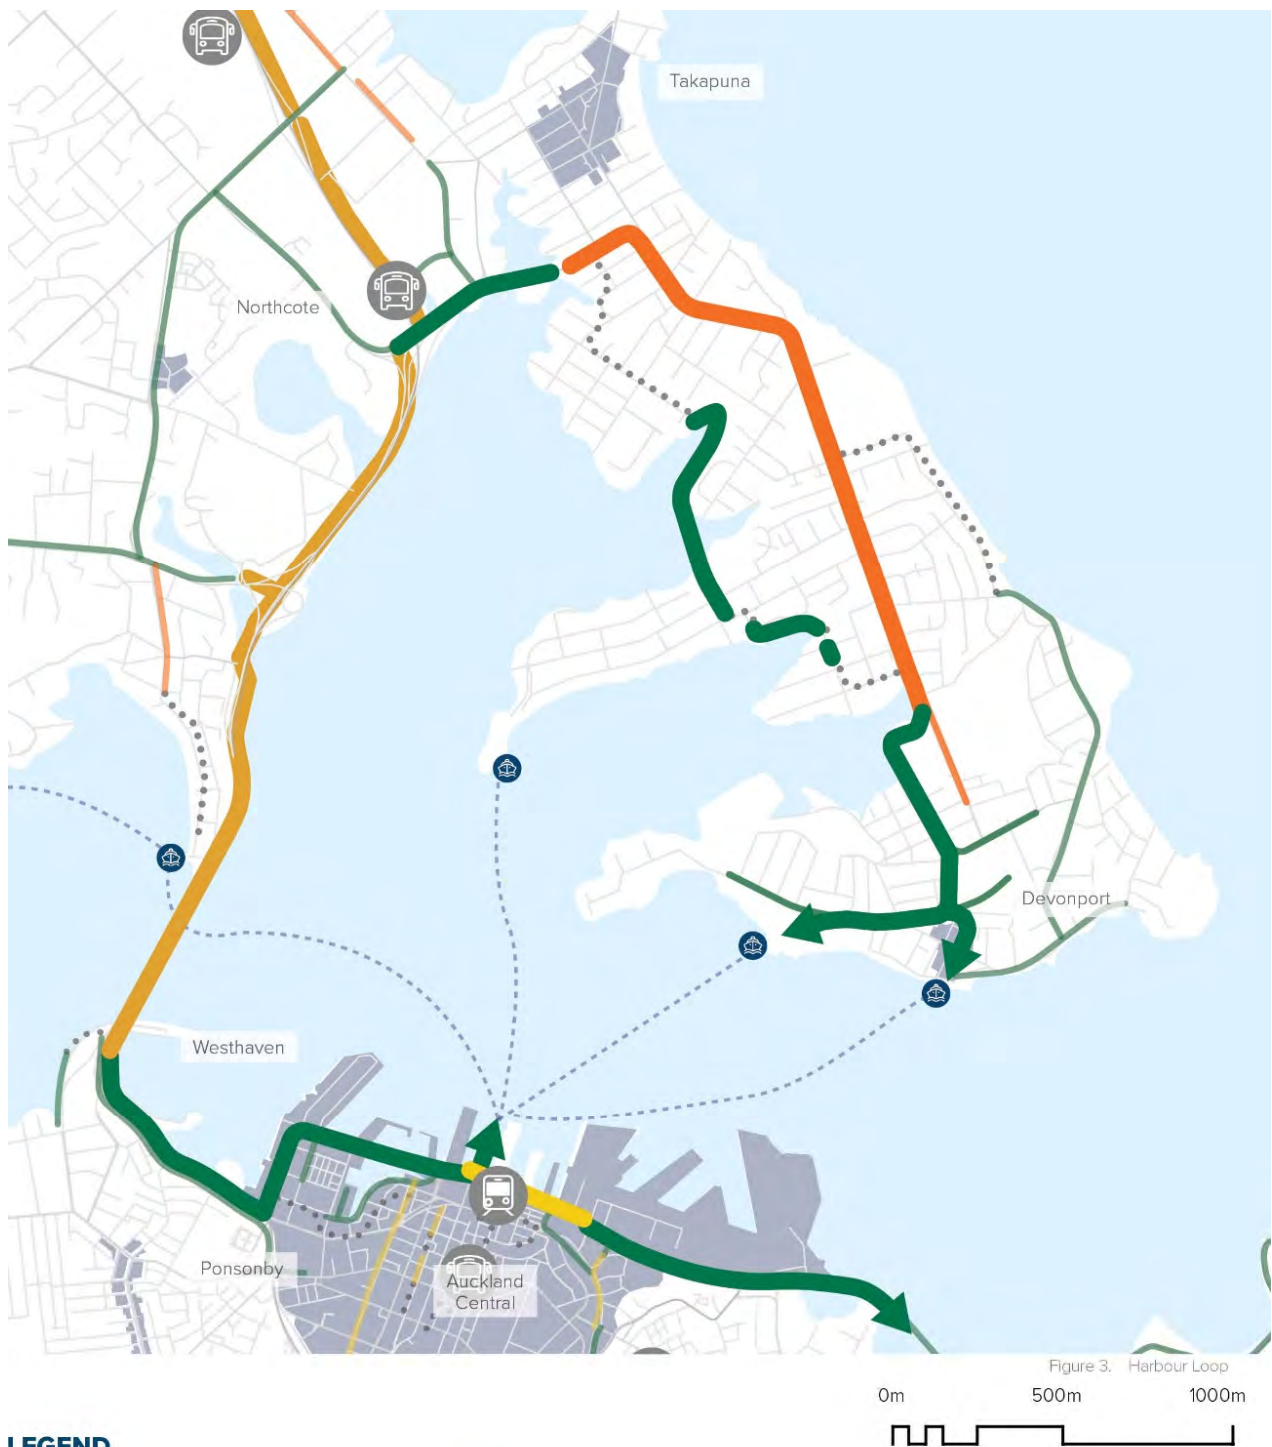 Takapuna
Northcote
Devonport
Westhaven
Ponsonby
Auckland
Central
Figure 3. Harbour Loop
0m 500m 1000m
LEGEND